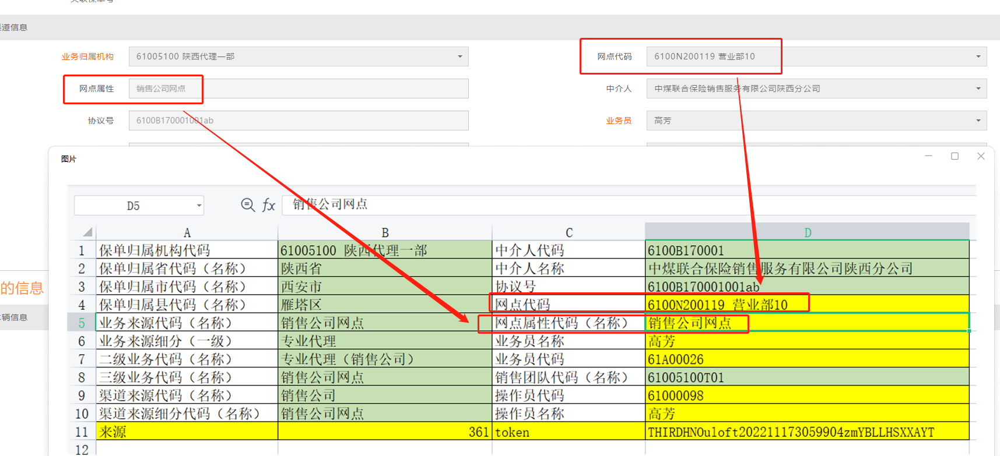 道信息
业务归属机构 61005100 陕西代理一部 网点代码 6100N200119 营业部10
网点属性 销售公司网点 中介人 中煤联合保险销售服务有限公司陕西分公司
协议号 6100B170001001ab 业务员 高芳
图片
D5 fx 销售公司网点
A B C D
1 保单归属机构代码 61005100 陕西代理一部 中介人代码 6100B170001
2 保单归属省代码（名称） 陕西省 中介人名称 中煤联合保险销售服务有限公司陕西分公司
3 保单归属市代码（名称） 西安市 协议号 6100B170001001ab
4 保单归属县代码（名称） 雁塔区 网点代码 6100N200119 营业部10
5 业务来源代码（名称） 销售公司网点 网点属性代码（名称） 销售公司网点
6 业务来源细分（一级） 专业代理 业务员名称 高芳
7 二级业务代码（名称） 专业代理（销售公司） 业务员代码 61A00026
8 三级业务代码（名称） 销售公司网点 销售团队代码（名称） 61005100T01
9 渠道来源代码（名称） 销售公司 操作员代码 61000098
10 渠道来源细分代码（名称） 销售公司网点 操作员名称 高芳
11 来源 361 token THIRDHNOuloft202211173059904zmYBLLHSXXAYT
12
的信息
辆信息